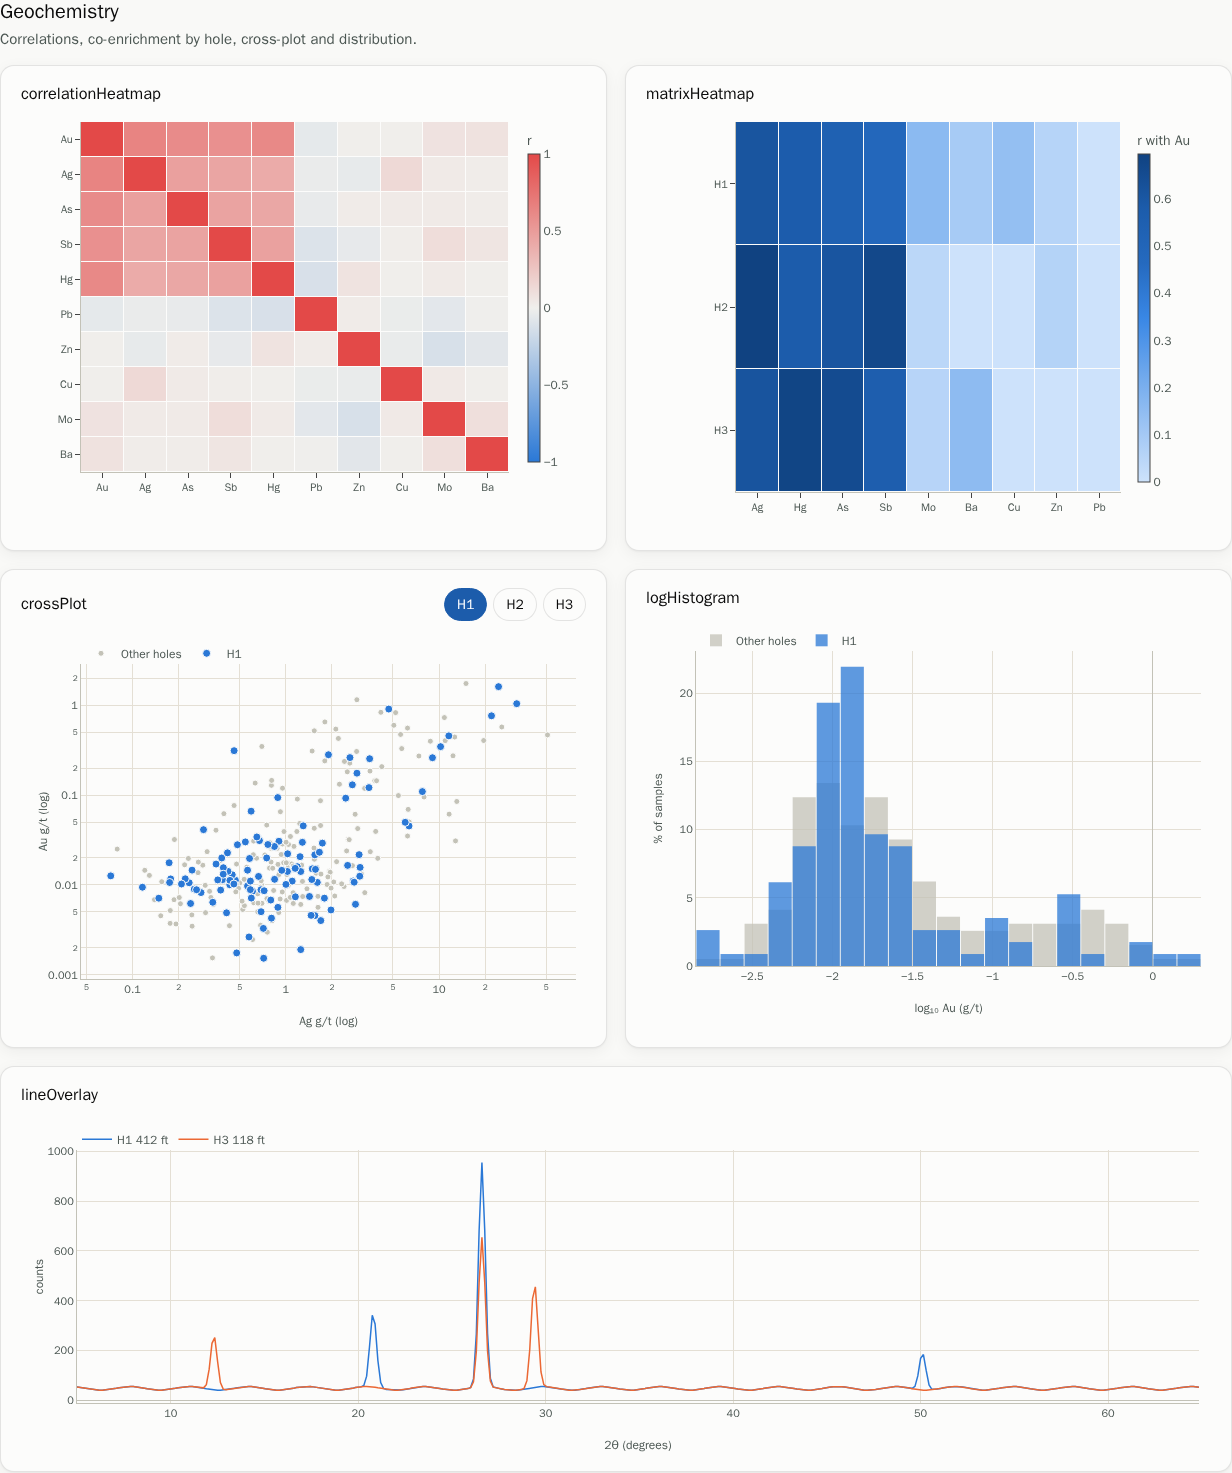 Geochemistry
Correlations, co-enrichment by hole, cross-plot and distribution.
correlationHeatmap
r
Au
Ag
As
Sb
Hg
Pb
Zn
Cu
Mo
Ba
1
0.5
0
−0.5
−1
Au Ag As Sb Hg Pb Zn Cu Mo Ba
matrixHeatmap
r with Au
H1
H2
H3
0.6
0.5
0.4
0.3
0.2
0.1
0
Ag Hg As Sb Mo Ba Cu Zn Pb
crossPlot
H1 H2 H3
Other holes H1
Au g/t (log)
2
1
5
2
0.1
5
2
0.01
5
2
0.001
5 0.1 2 5 1 2 5 10 2 5
Ag g/t (log)
logHistogram
Other holes H1
% of samples
20
15
10
5
0
−2.5 −2 −1.5 −1 −0.5 0
log₁₀ Au (g/t)
lineOverlay
H1 412 ft H3 118 ft
counts
1000
800
600
400
200
0
10 20 30 40 50 60
2θ (degrees)